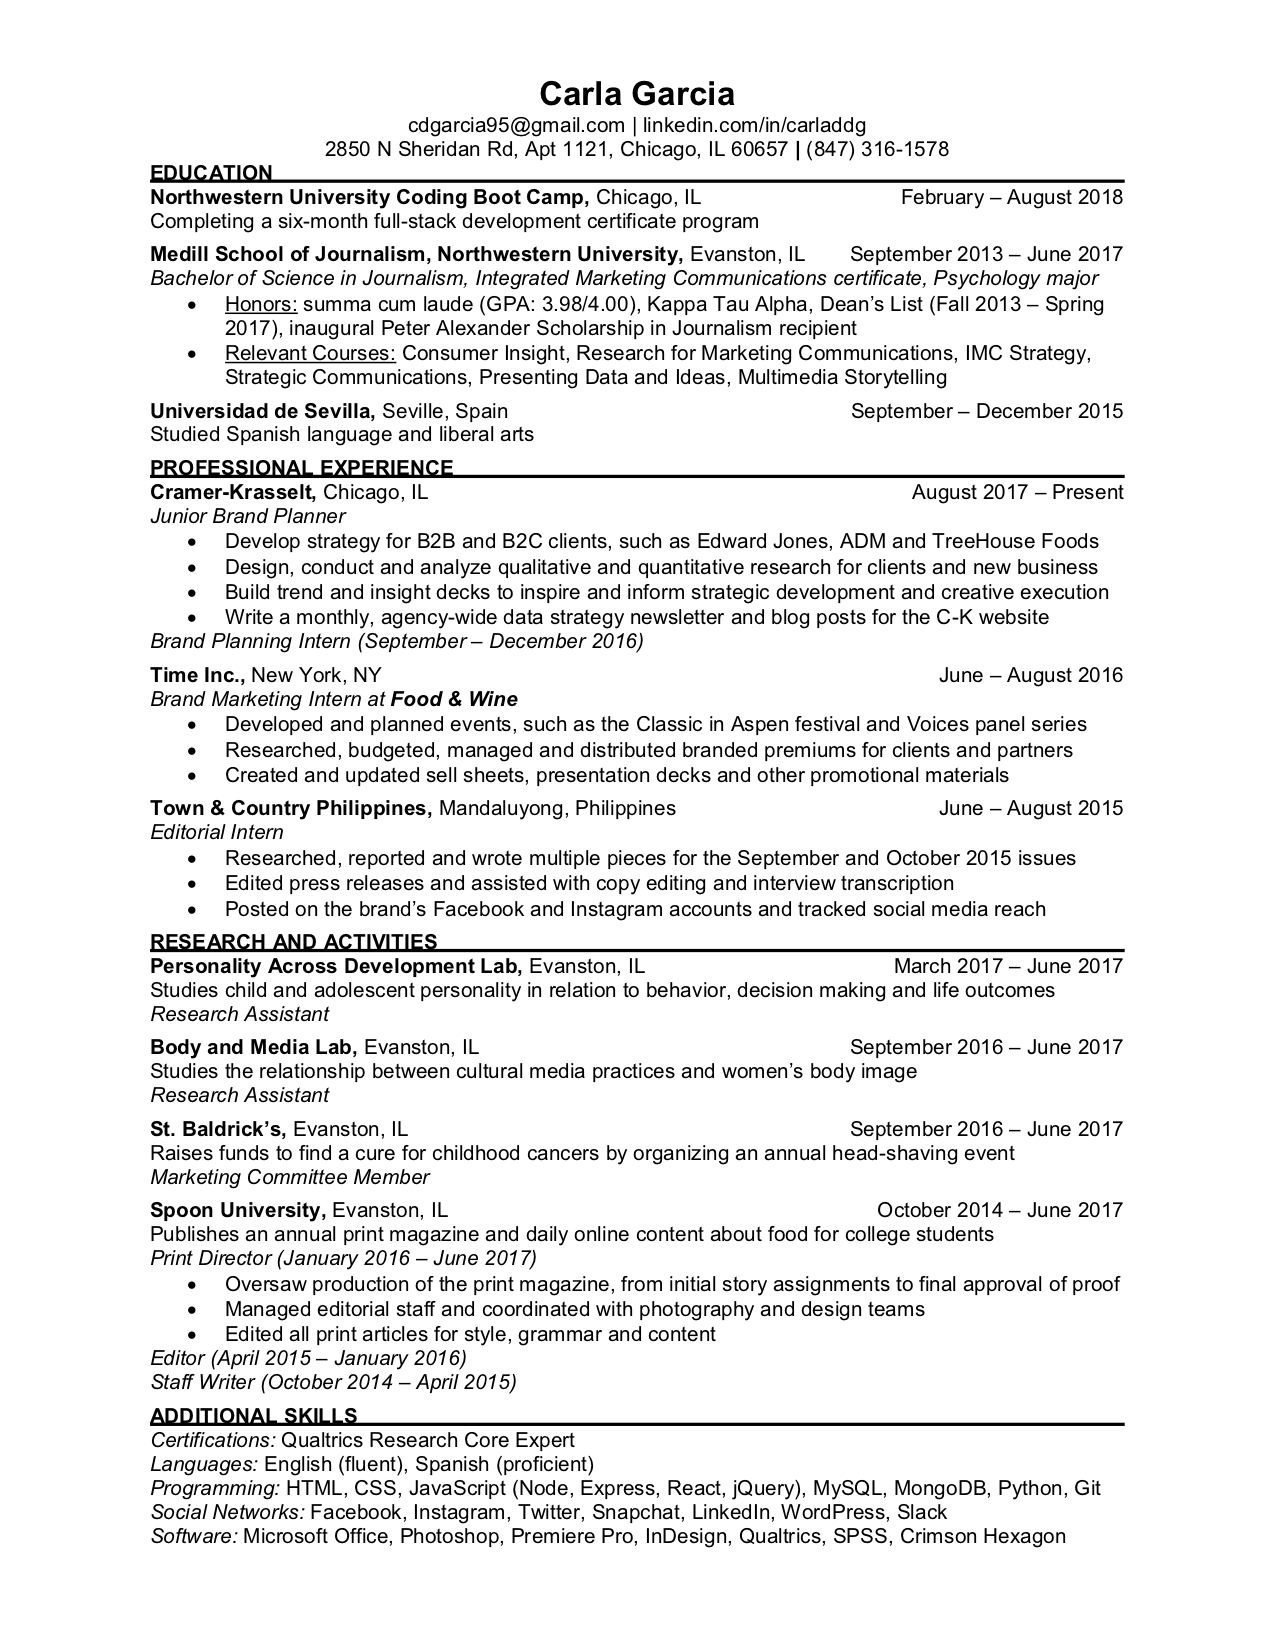 Carla Garcia
cdgarcia95@gmail.com | linkedin.com/in/carladdg
2850 N Sheridan Rd, Apt 1121, Chicago, IL 60657 | (847) 316-1578
EDUCATION
Northwestern University Coding Boot Camp, Chicago, IL February – August 2018
Completing a six-month full-stack development certificate program
Medill School of Journalism, Northwestern University, Evanston, IL September 2013 – June 2017
Bachelor of Science in Journalism, Integrated Marketing Communications certificate, Psychology major
• Honors: summa cum laude (GPA: 3.98/4.00), Kappa Tau Alpha, Dean’s List (Fall 2013 – Spring
2017), inaugural Peter Alexander Scholarship in Journalism recipient
• Relevant Courses: Consumer Insight, Research for Marketing Communications, IMC Strategy,
Strategic Communications, Presenting Data and Ideas, Multimedia Storytelling
Universidad de Sevilla, Seville, Spain September – December 2015
Studied Spanish language and liberal arts
PROFESSIONAL EXPERIENCE
Cramer-Krasselt, Chicago, IL August 2017 – Present
Junior Brand Planner
• Develop strategy for B2B and B2C clients, such as Edward Jones, ADM and TreeHouse Foods
• Design, conduct and analyze qualitative and quantitative research for clients and new business
• Build trend and insight decks to inspire and inform strategic development and creative execution
• Write a monthly, agency-wide data strategy newsletter and blog posts for the C-K website
Brand Planning Intern (September – December 2016)
Time Inc., New York, NY June – August 2016
Brand Marketing Intern at Food & Wine
• Developed and planned events, such as the Classic in Aspen festival and Voices panel series
• Researched, budgeted, managed and distributed branded premiums for clients and partners
• Created and updated sell sheets, presentation decks and other promotional materials
Town & Country Philippines, Mandaluyong, Philippines June – August 2015
Editorial Intern
• Researched, reported and wrote multiple pieces for the September and October 2015 issues
• Edited press releases and assisted with copy editing and interview transcription
• Posted on the brand’s Facebook and Instagram accounts and tracked social media reach
RESEARCH AND ACTIVITIES
Personality Across Development Lab, Evanston, IL March 2017 – June 2017
Studies child and adolescent personality in relation to behavior, decision making and life outcomes
Research Assistant
Body and Media Lab, Evanston, IL September 2016 – June 2017
Studies the relationship between cultural media practices and women’s body image
Research Assistant
St. Baldrick’s, Evanston, IL September 2016 – June 2017
Raises funds to find a cure for childhood cancers by organizing an annual head-shaving event
Marketing Committee Member
Spoon University, Evanston, IL October 2014 – June 2017
Publishes an annual print magazine and daily online content about food for college students
Print Director (January 2016 – June 2017)
• Oversaw production of the print magazine, from initial story assignments to final approval of proof
• Managed editorial staff and coordinated with photography and design teams
• Edited all print articles for style, grammar and content
Editor (April 2015 – January 2016)
Staff Writer (October 2014 – April 2015)
ADDITIONAL SKILLS
Certifications: Qualtrics Research Core Expert
Languages: English (fluent), Spanish (proficient)
Programming: HTML, CSS, JavaScript (Node, Express, React, jQuery), MySQL, MongoDB, Python, Git
Social Networks: Facebook, Instagram, Twitter, Snapchat, LinkedIn, WordPress, Slack
Software: Microsoft Office, Photoshop, Premiere Pro, InDesign, Qualtrics, SPSS, Crimson Hexagon